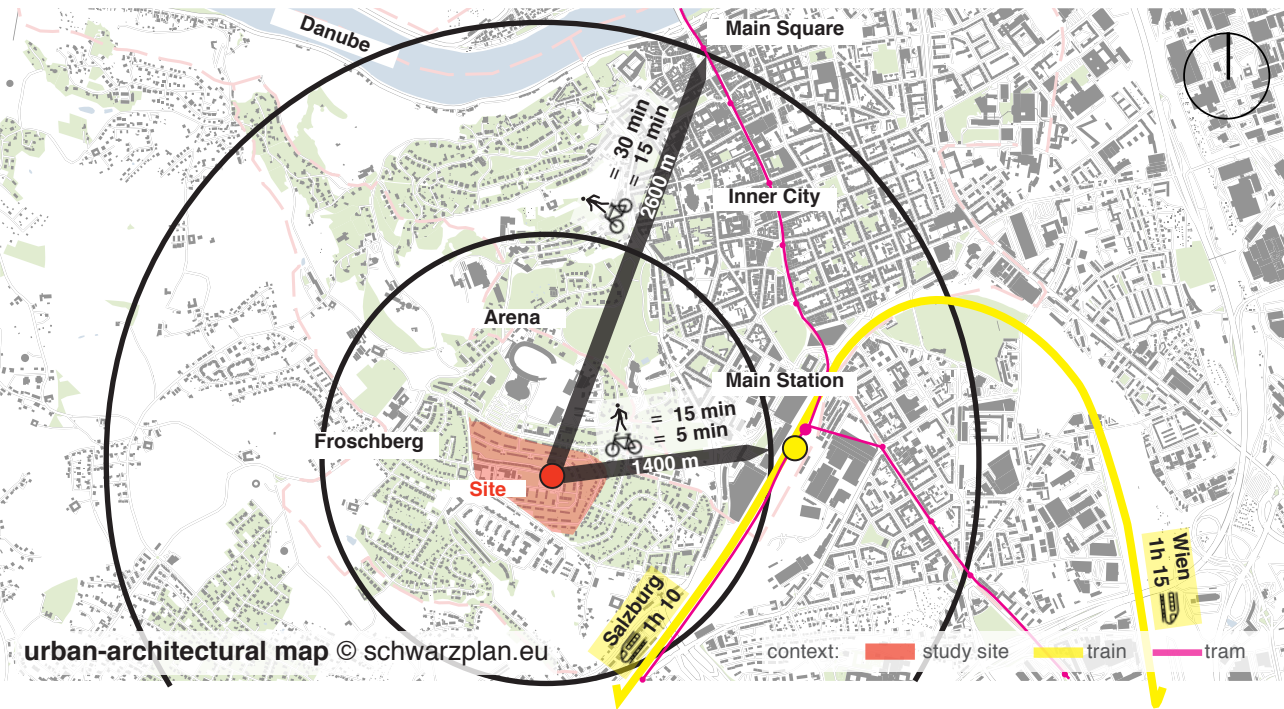 Danube
Main Square
= 30 min
= 15 min
2600 m
Inner City
Arena
Main Station
= 15 min
= 5 min
1400 m
Froschberg
Site
Salzburg
1h 10
Wien
1h 15
urban-architectural map © schwarzplan.eu
context: study site train tram